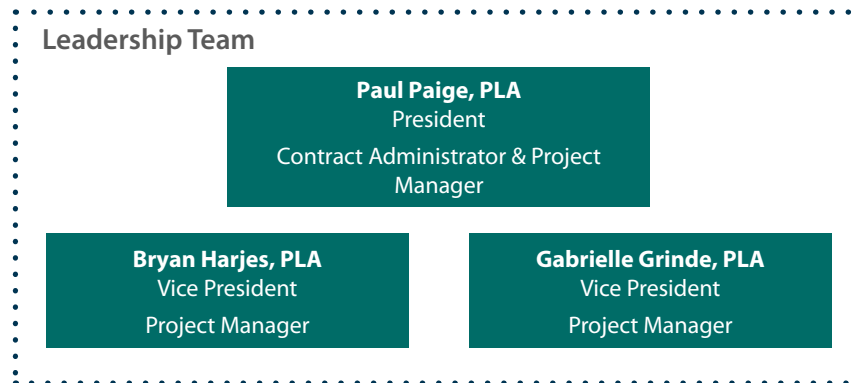 Leadership Team
Paul Paige, PLA
President
Contract Administrator & Project
Manager
Bryan Harjes, PLA
Vice President
Project Manager
Gabrielle Grinde, PLA
Vice President
Project Manager